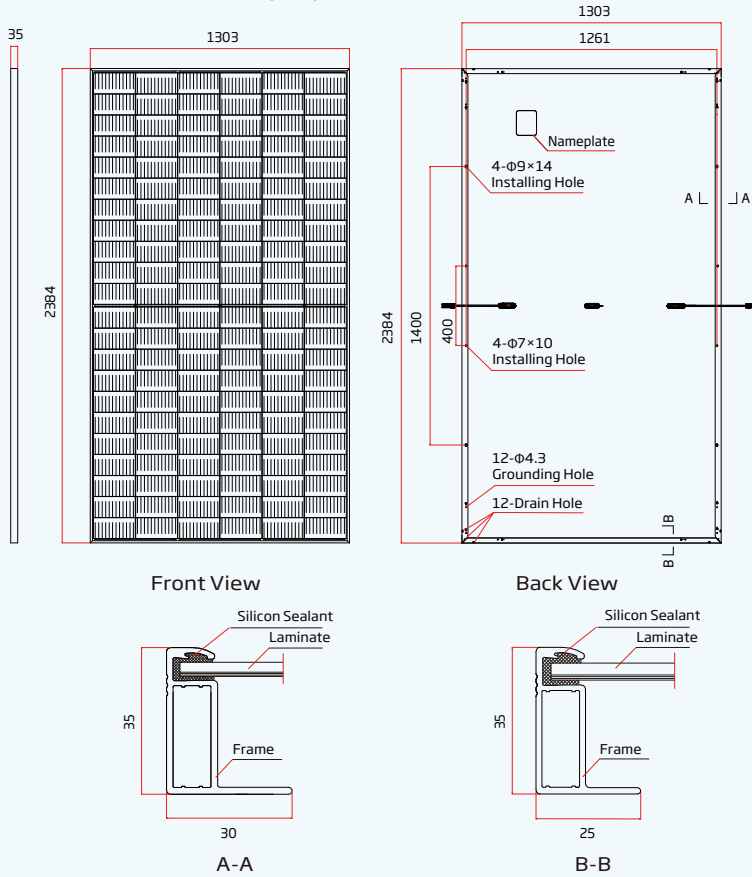 35
1303
2384
Front View
1303
1261
Nameplate
4-Φ9×14
Installing Hole
A
A
2384
1400
400
4-Φ7×10
Installing Hole
12-Φ4.3
Grounding Hole
12-Drain Hole
B
B
Back View
Silicon Sealant
Laminate
35
Frame
30
A-A
Silicon Sealant
Laminate
35
Frame
25
B-B